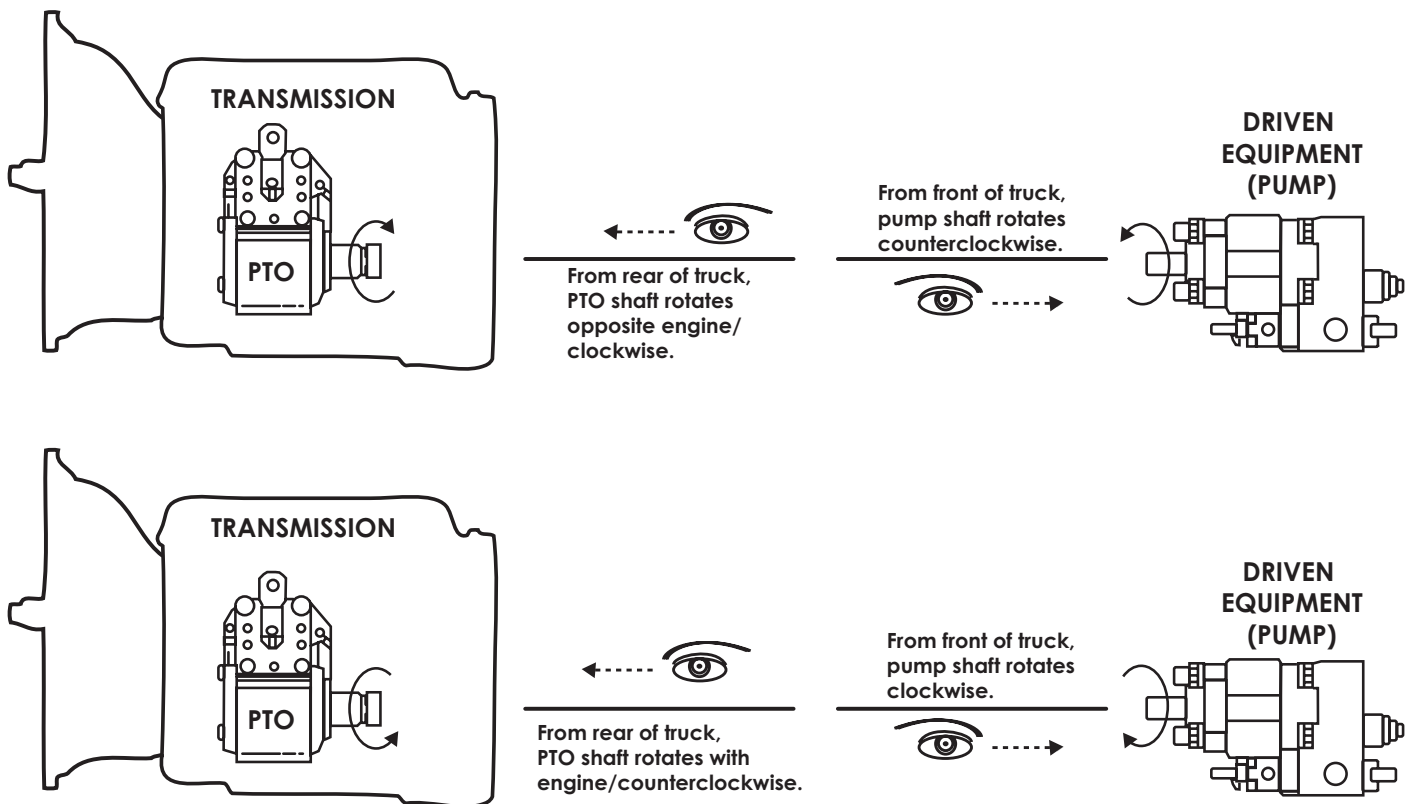 TRANSMISSION
PTO
From rear of truck,
PTO shaft rotates
opposite engine/
clockwise.
From front of truck,
pump shaft rotates
counterclockwise.
DRIVEN
EQUIPMENT
(PUMP)
TRANSMISSION
PTO
From rear of truck,
PTO shaft rotates with
engine/counterclockwise.
From front of truck,
pump shaft rotates
clockwise.
DRIVEN
EQUIPMENT
(PUMP)